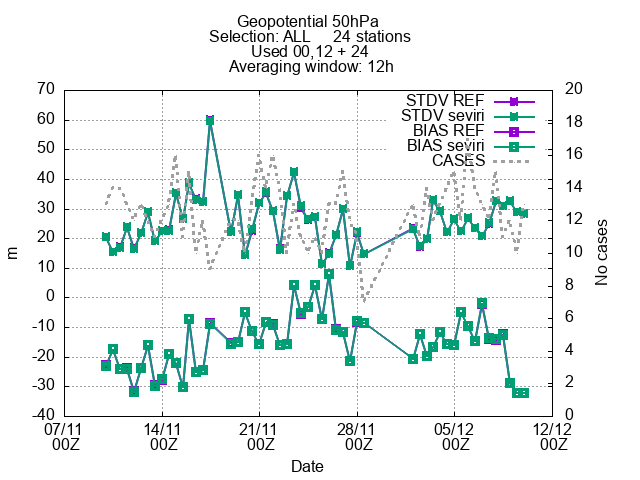 Geopotential 50hPa
Selection: ALL 24 stations
Used 00,12 + 24
Averaging window: 12h
STDV REF
STDV seviri
BIAS REF
BIAS seviri
CASES
70
60
50
40
30
20
10
0
-10
-20
-30
-40
m
20
18
16
14
12
10
8
6
4
2
0
No cases
07/11 14/11 21/11 28/11 05/12 12/12
00Z 00Z 00Z 00Z 00Z 00Z
Date